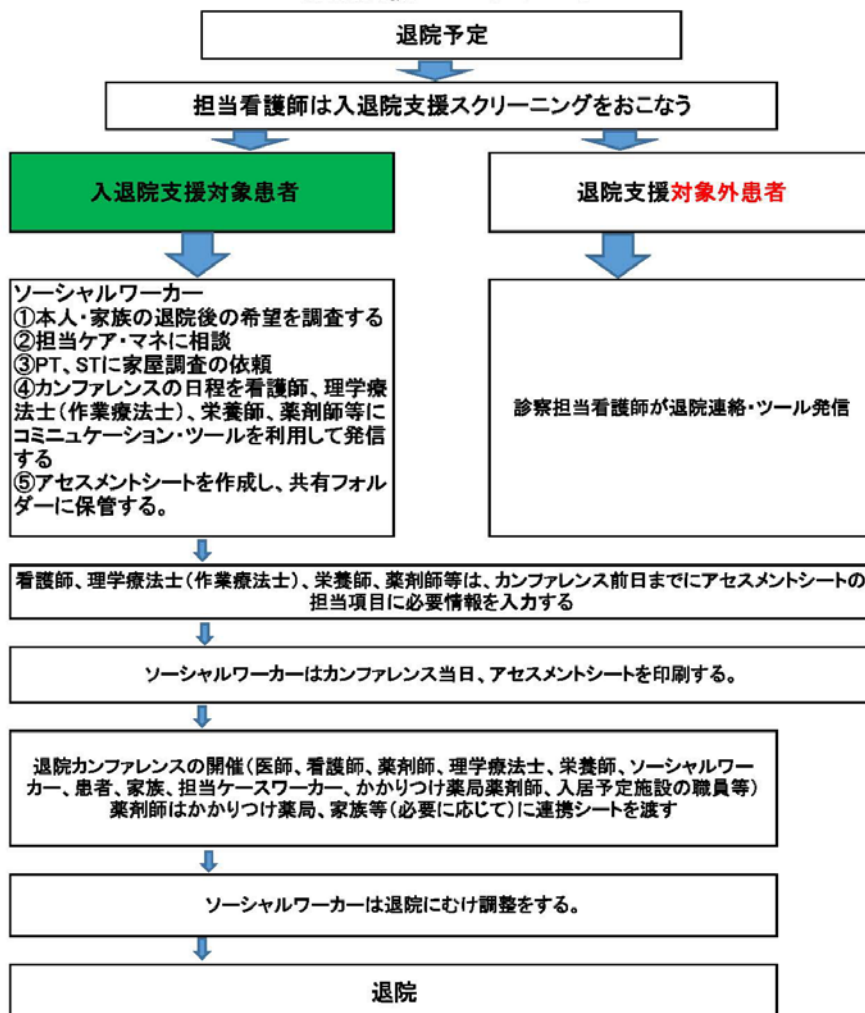 退院予定
担当看護師は入退院支援スクリーニングをおこなう
入退院支援対象患者
退院支援対象外患者
ソーシャルワーカー
①本人・家族の退院後の希望を調査する
②担当ケア・マネに相談
③PT、STに家屋調査の依頼
④カンファレンスの日程を看護師、理学療
法士(作業療法士)、栄養師、薬剤師等に
コミニュケーション・ツールを利用して発信
する
⑤アセスメントシートを作成し、共有フォル
ダーに保管する。
診察担当看護師が退院連絡・ツール発信
看護師、理学療法士(作業療法士)、栄養師、薬剤師等は、カンファレンス前日までにアセスメントシートの
担当項目に必要情報を入力する
ソーシャルワーカーはカンファレンス当日、アセスメントシートを印刷する。
退院カンファレンスの開催(医師、看護師、薬剤師、理学療法士、栄養師、ソーシャルワー
カー、患者、家族、担当ケースワーカー、かかりつけ薬局薬剤師、入居予定施設の職員等)
薬剤師はかかりつけ薬局、家族等(必要に応じて)に連携シートを渡す
ソーシャルワーカーは退院にむけ調整をする。
退院